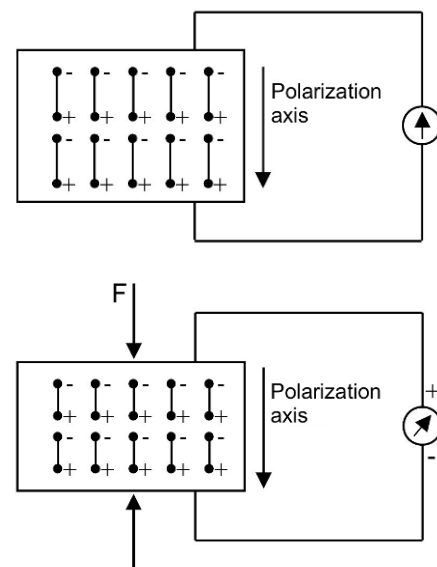 - - - - -
Polarization
axis
+ + + + +
- - - - -
+ + + + +
F
- - - - -
Polarization
axis
+
+ + + + +
- - - - -
-
+ + + + +